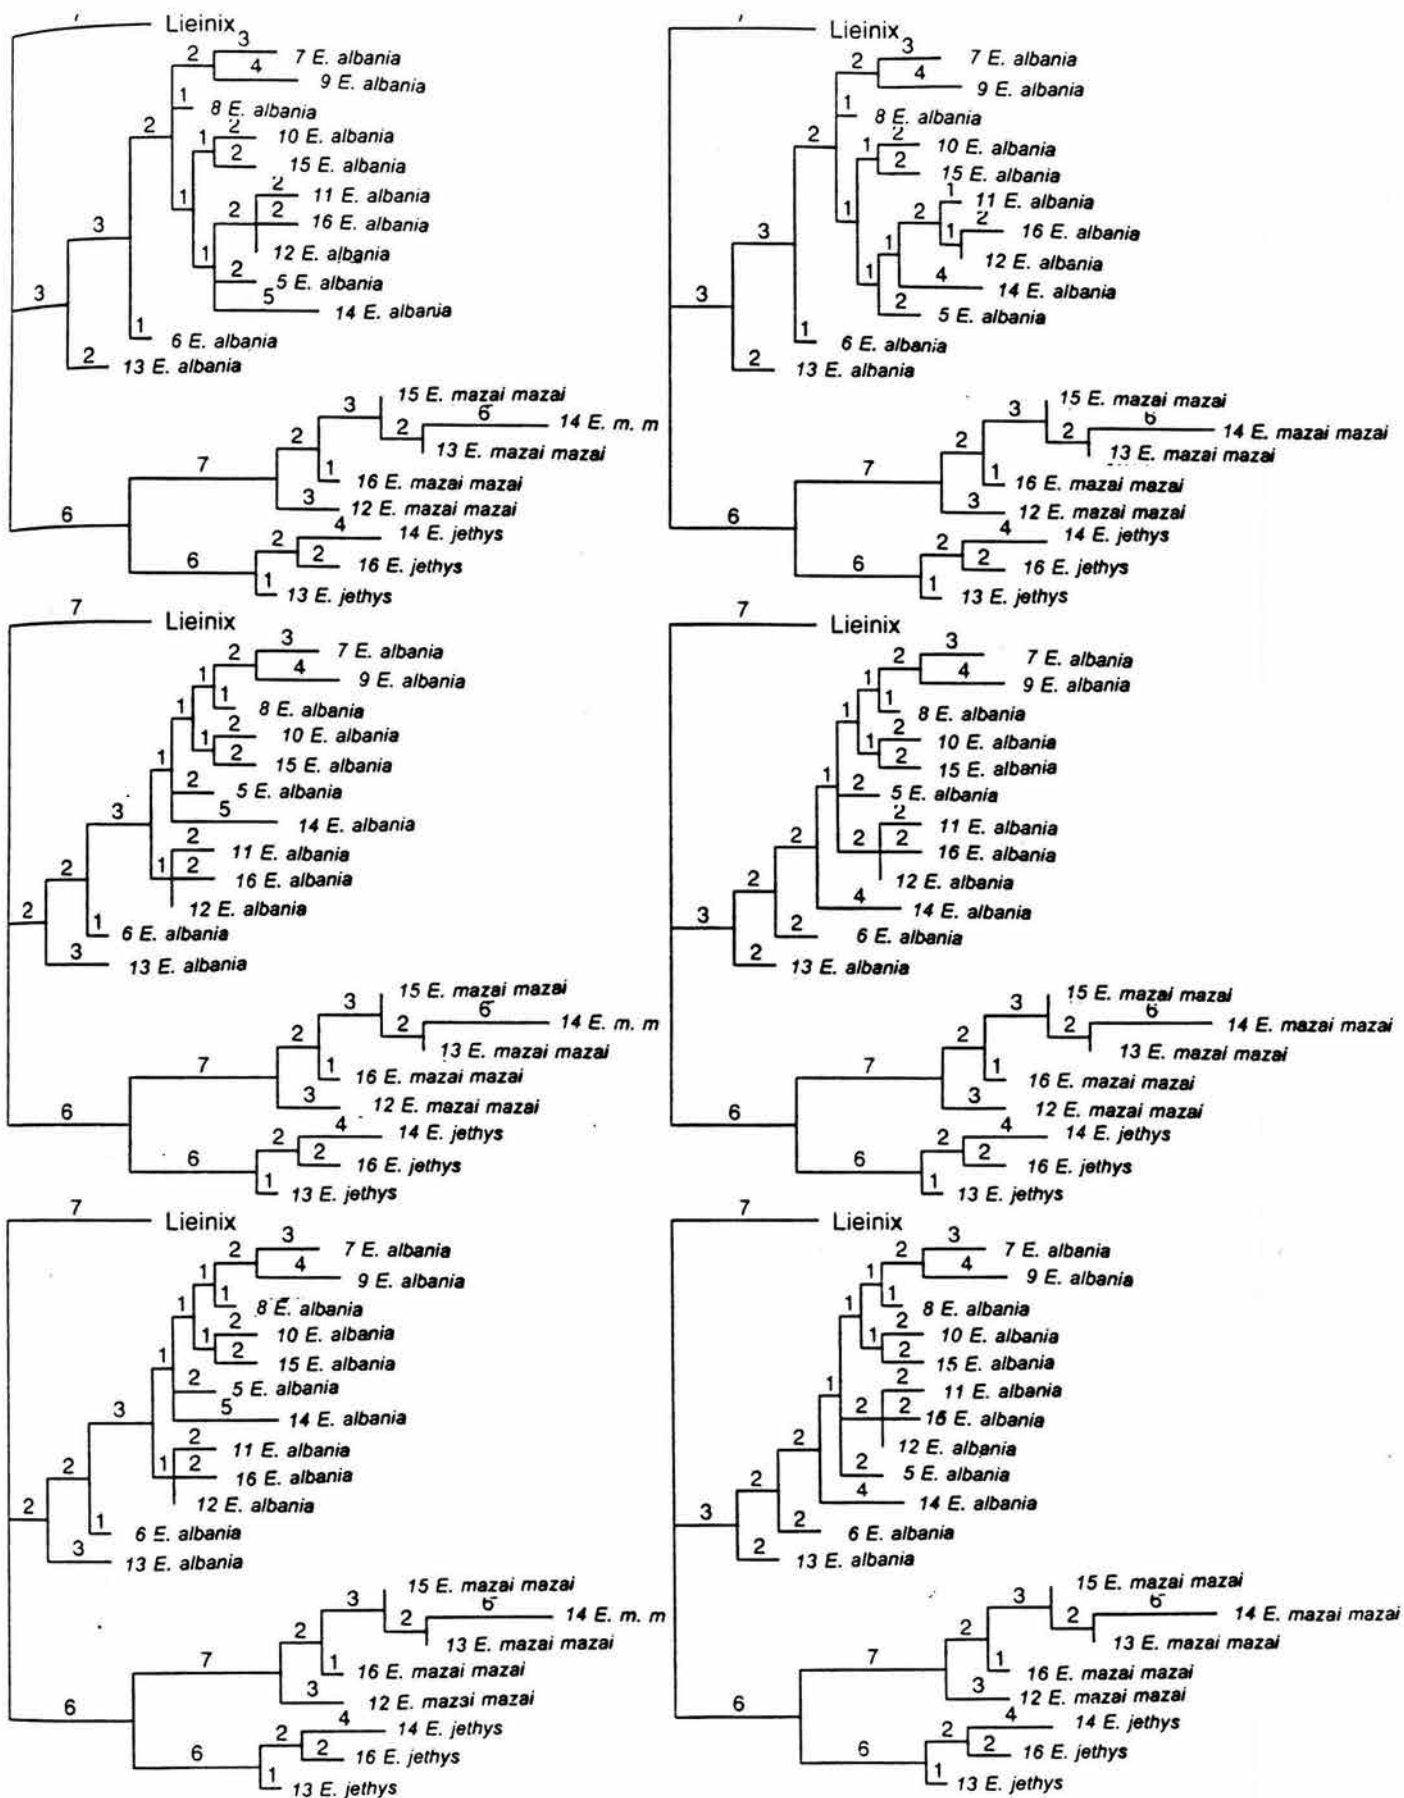 Lieinix
3
2 7 E. albania
4
9 E. albania
1
8 E. albania
2
2
1 10 E. albania
2
15 E. albania
2
1 11 E. albania
2 2
16 E. albania
3
12 E. albania
1 2
5 E. albania
3 5
14 E. albania
1
6 E. albania
2
13 E. albania
15 E. mazai mazai
3 6
2 14 E. m. m
2
13 E. mazai mazai
7 1
16 E. mazai mazai
3
12 E. mazai mazai
6 4
2 14 E. jethys
2
6 16 E. jethys
1
13 E. jethys
Lieinix
3
2 7 E. albania
4
9 E. albania
1
8 E. albania
2
2
1 10 E. albania
2
15 E. albania
1
1 11 E. albania
2 2
1 16 E. albania
3 1
12 E. albania
1 4
14 E. albania
3 2
5 E. albania
1
6 E. albania
2
13 E. albania
15 E. mazai mazai
3 6
2 14 E. mazai mazai
2
13 E. mazai mazai
7 1
16 E. mazai mazai
3
12 E. mazai mazai
6 4
2 14 E. jethys
2
6 16 E. jethys
1
13 E. jethys
7
Lieinix
3
2 7 E. albania
1 4
9 E. albania
1
1 8 E. albania
2
1 10 E. albania
1 2
15 E. albania
2
5 E. albania
3 5
14 E. albania
2
11 E. albania
2 1 2
16 E. albania
12 E. albania
2 1
6 E. albania
3
13 E. albania
15 E. mazai mazai
3 6
2 14 E. m. m
2
13 E. mazai mazai
7 1
16 E. mazai mazai
3
12 E. mazai mazai
6 4
2 14 E. jethys
2
6 16 E. jethys
1
13 E. jethys
7
Lieinix
3
2 7 E. albania
1 4
9 E. albania
1
1 8 E. albania
2
1 10 E. albania
2
15 E. albania
1 2
5 E. albania
2
11 E. albania
2 2 2
16 E. albania
12 E. albania
2 4
14 E. albania
3 2
6 E. albania
2
13 E. albania
15 E. mazai mazai
3 6
2 14 E. mazai mazai
2
13 E. mazai mazai
7 1
16 E. mazai mazai
3
12 E. mazai mazai
6 4
2 14 E. jethys
2
6 16 E. jethys
1
13 E. jethys
7
Lieinix
3
2 7 E. albania
1 4
9 E. albania
1
1 8 E. albania
2
1 10 E. albania
2
15 E. albania
1 2
5 E. albania
3 5
14 E. albania
2
11 E. albania
2 1 2
16 E. albania
12 E. albania
2 1
6 E. albania
3
13 E. albania
15 E. mazai mazai
3 6
2 14 E. m. m
2
13 E. mazai mazai
7 1
16 E. mazai mazai
3
12 E. mazai mazai
6 4
2 14 E. jethys
2
6 16 E. jethys
1
13 E. jethys
7
Lieinix
3
2 7 E. albania
1 4
9 E. albania
1
1 8 E. albania
2
1 10 E. albania
2
15 E. albania
1 2
11 E. albania
2 2
E. albania
2
12 E. albania
2
5 E. albania
2 4
14 E. albania
3 2
6 E. albania
2
13 E. albania
15 E. mazai mazai
3 6
2 14 E. mazai mazai
2
13 E. mazai mazai
7 1
16 E. mazai mazai
3
12 E. mazai mazai
6 4
2 14 E. jethys
2
6 16 E. jethys
1
13 E. jethys